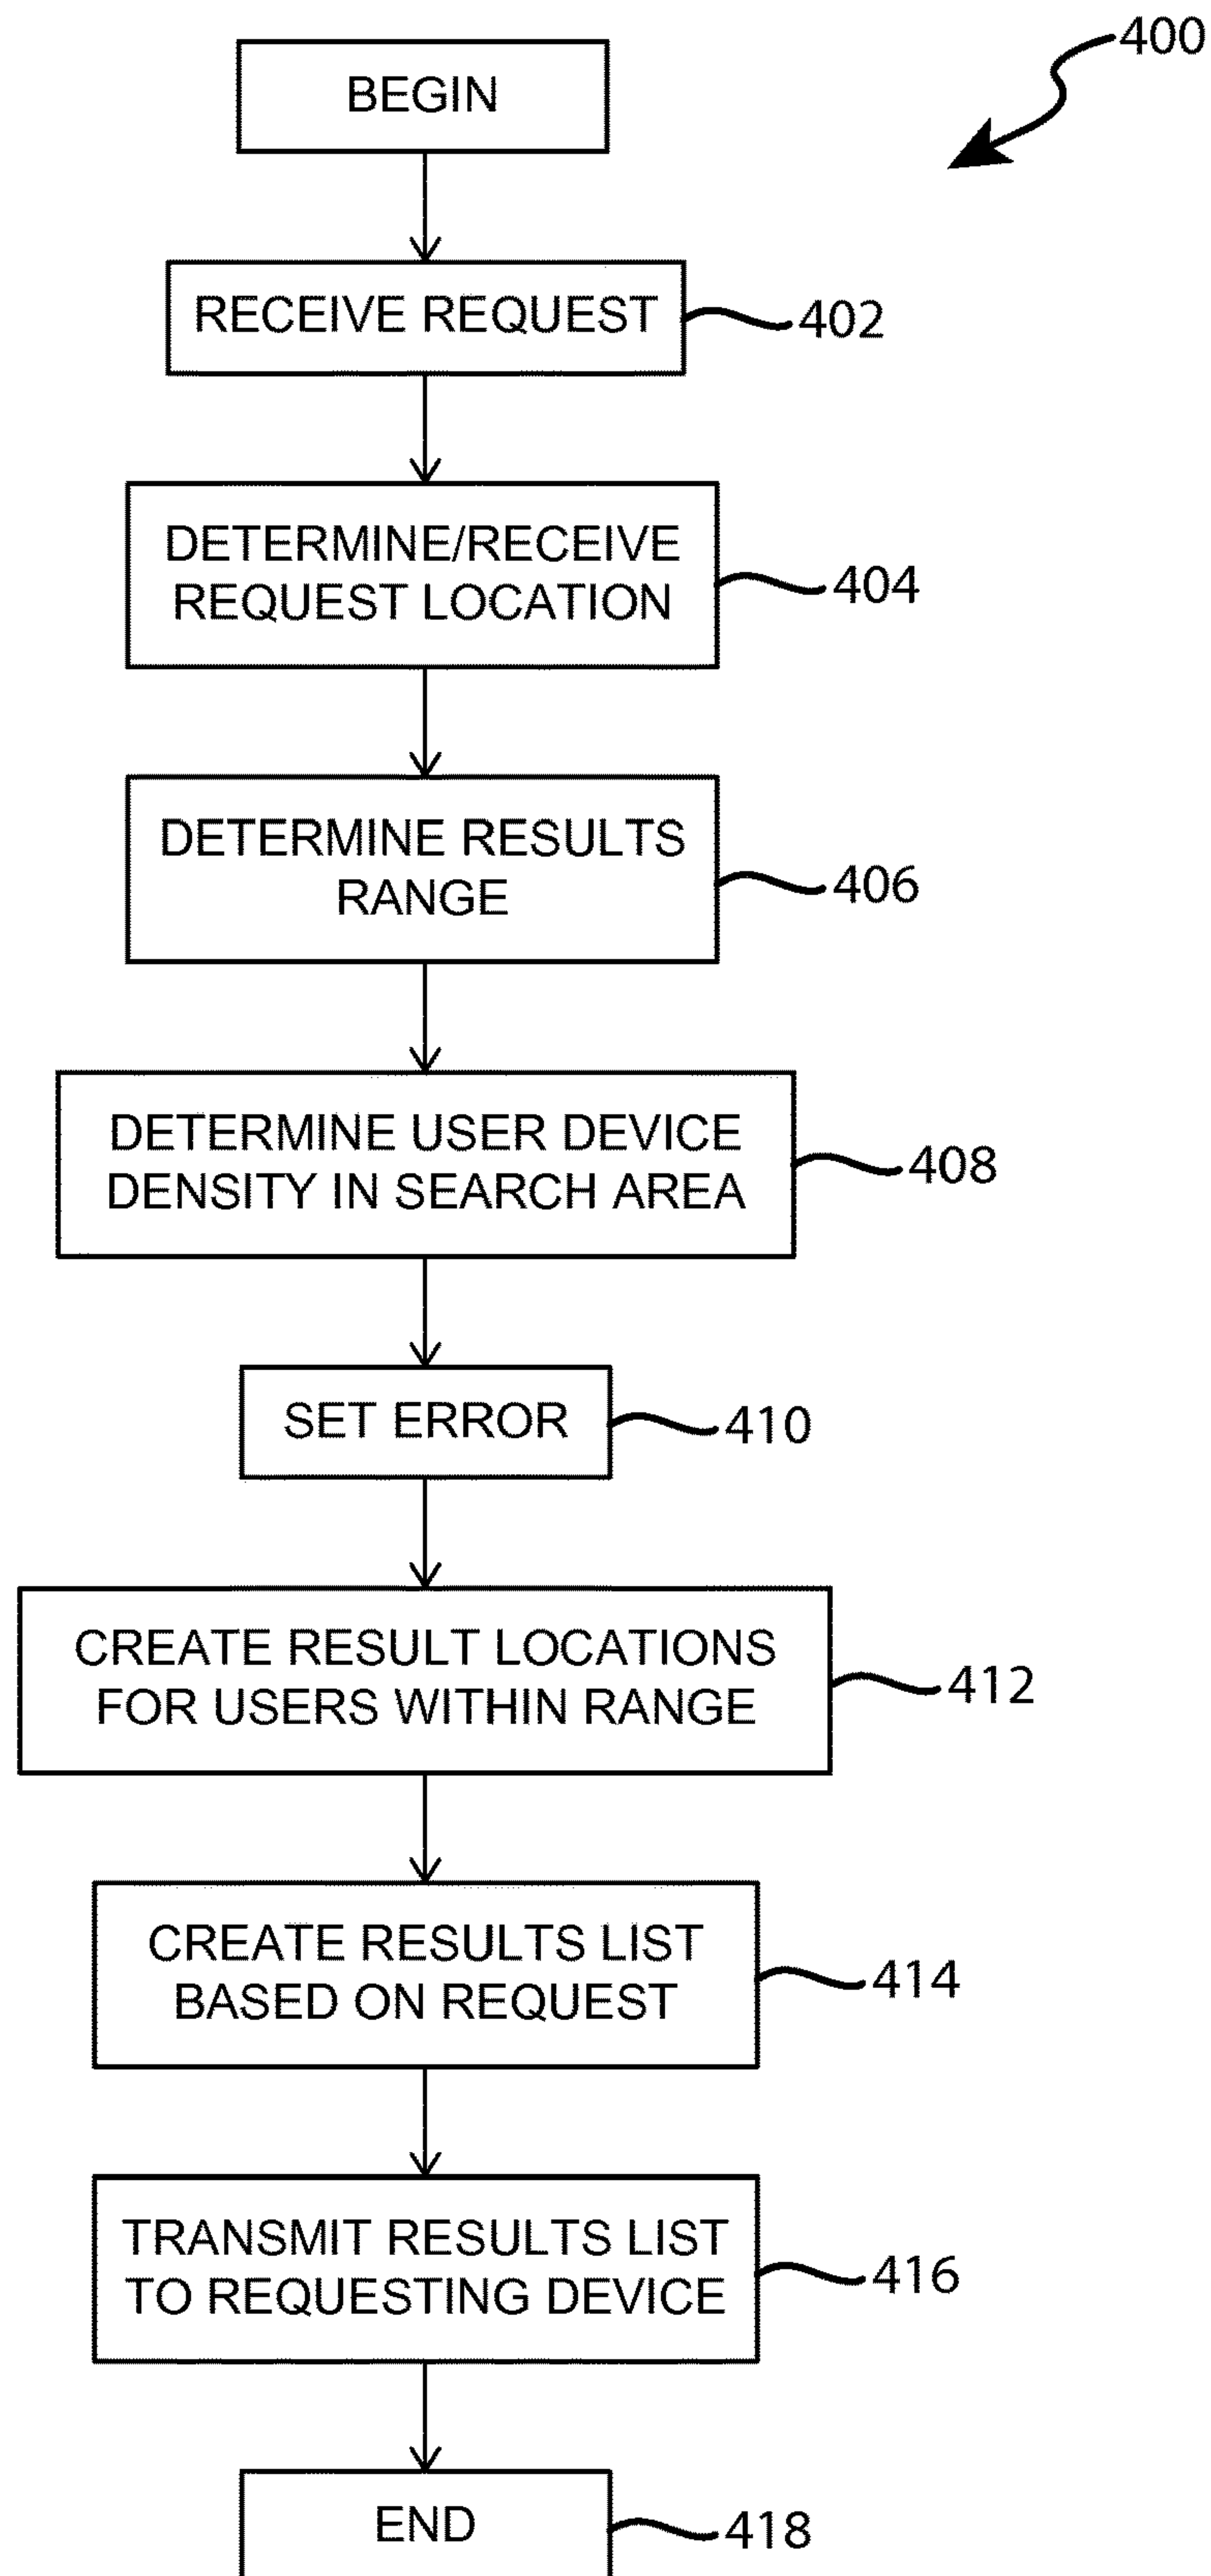 400
BEGIN
RECEIVE REQUEST
402
DETERMINE/RECEIVE
REQUEST LOCATION
404
DETERMINE RESULTS
RANGE
406
DETERMINE USER DEVICE
DENSITY IN SEARCH AREA
408
SET ERROR
410
CREATE RESULT LOCATIONS
FOR USERS WITHIN RANGE
412
CREATE RESULTS LIST
BASED ON REQUEST
414
TRANSMIT RESULTS LIST
TO REQUESTING DEVICE
416
END
418